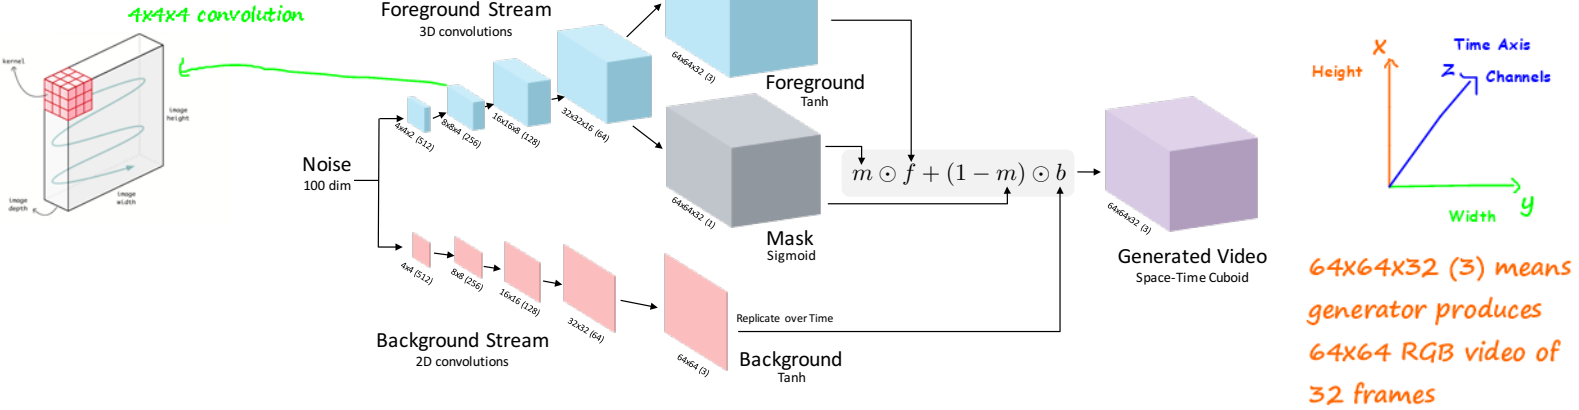 4x4x4 convolution
kernel
image
height
image
width
image
depth
Foreground Stream
3D convolutions
4x4x2 (512)
8x8x4 (256)
16x16x8 (128)
32x32x16 (64)
64x64x32 (3)
Foreground
Tanh
Noise
100 dim
64x64x32 (1)
Mask
Sigmoid
m ⊙ f + (1 − m) ⊙ b
64x64x32 (3)
Generated Video
Space-Time Cuboid
4x4 (512)
8x8 (256)
16x16 (128)
32x32 (64)
64x64 (3)
Background Stream
2D convolutions
Replicate over Time
Background
Tanh
X
Height
Time Axis
Z
Channels
Width
y
64x64x32 (3) means
generator produces
64x64 RGB video of
32 frames